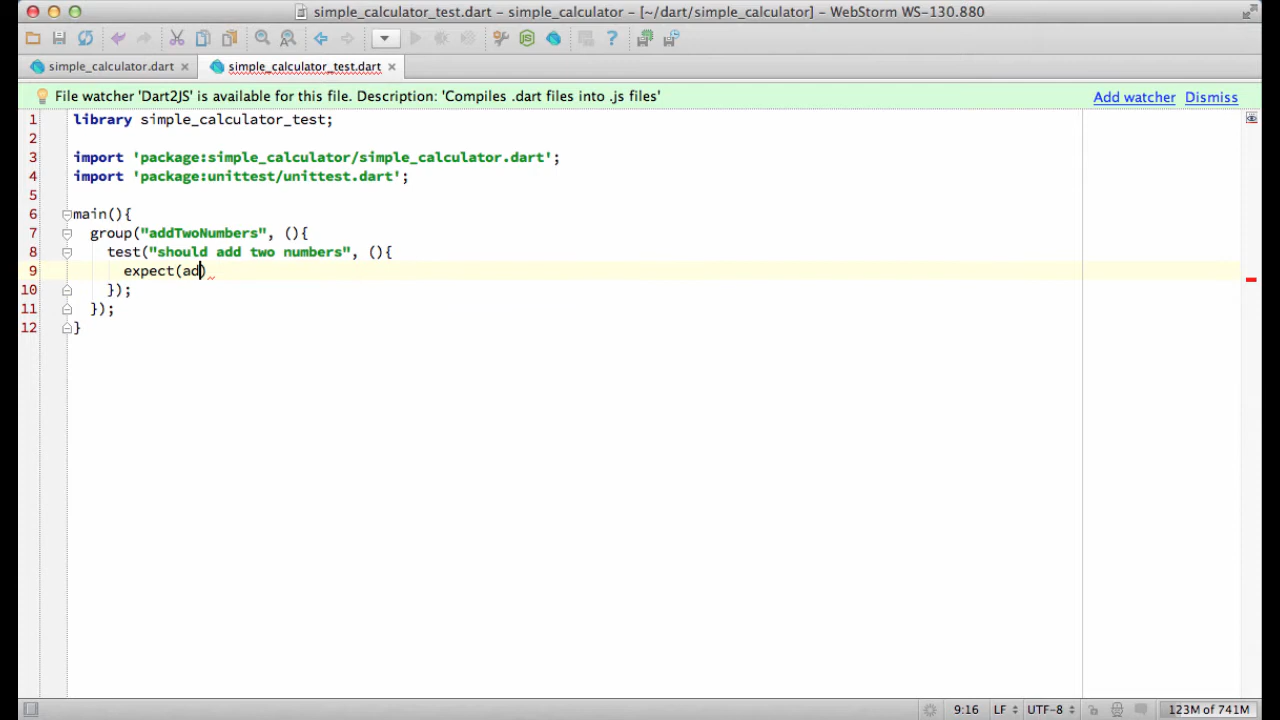 simple_calculator_test.dart – simple_calculator – [~/dart/simple_calculator] – WebStorm WS-130.880
simple_calculator.dart simple_calculator_test.dart
File watcher 'Dart2JS' is available for this file. Description: 'Compiles .dart files into .js files' Add watcher Dismiss
1 library simple_calculator_test;
2
3 import 'package:simple_calculator/simple_calculator.dart';
4 import 'package:unittest/unittest.dart';
5
6 main(){
7 group("addTwoNumbers", (){
8 test("should add two numbers", (){
9 expect(ad)
10 });
11 });
12 }
9:16 LF UTF-8 123M of 741M